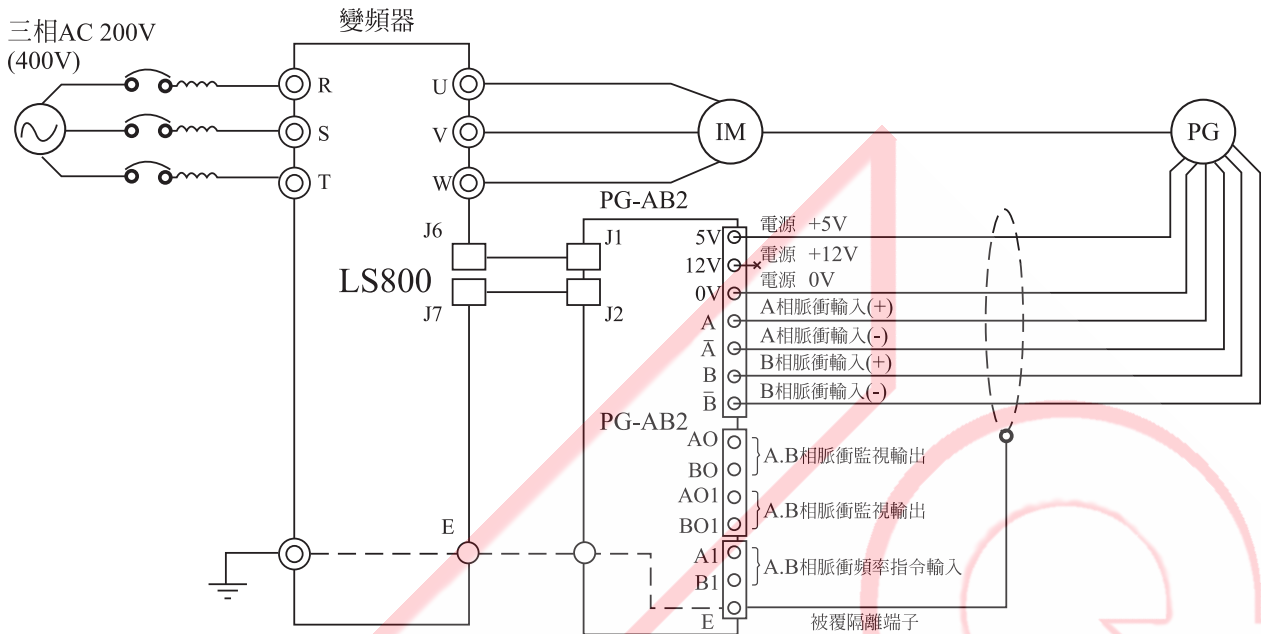 三相AC 200V
(400V)
變頻器
R
S
T
U
V
W
IM
PG
PG-AB2
J6
J1
LS800
J7
J2
5V
電源 +5V
12V
電源 +12V
0V
電源 0V
A
A相脈衝輸入(+)
A̅
A相脈衝輸入(-)
B
B相脈衝輸入(+)
B̅
B相脈衝輸入(-)
PG-AB2
AO
BO
A.B相脈衝監視輸出
AO1
BO1
A.B相脈衝監視輸出
A1
B1
A.B相脈衝頻率指令輸入
E
E
被覆隔離端子